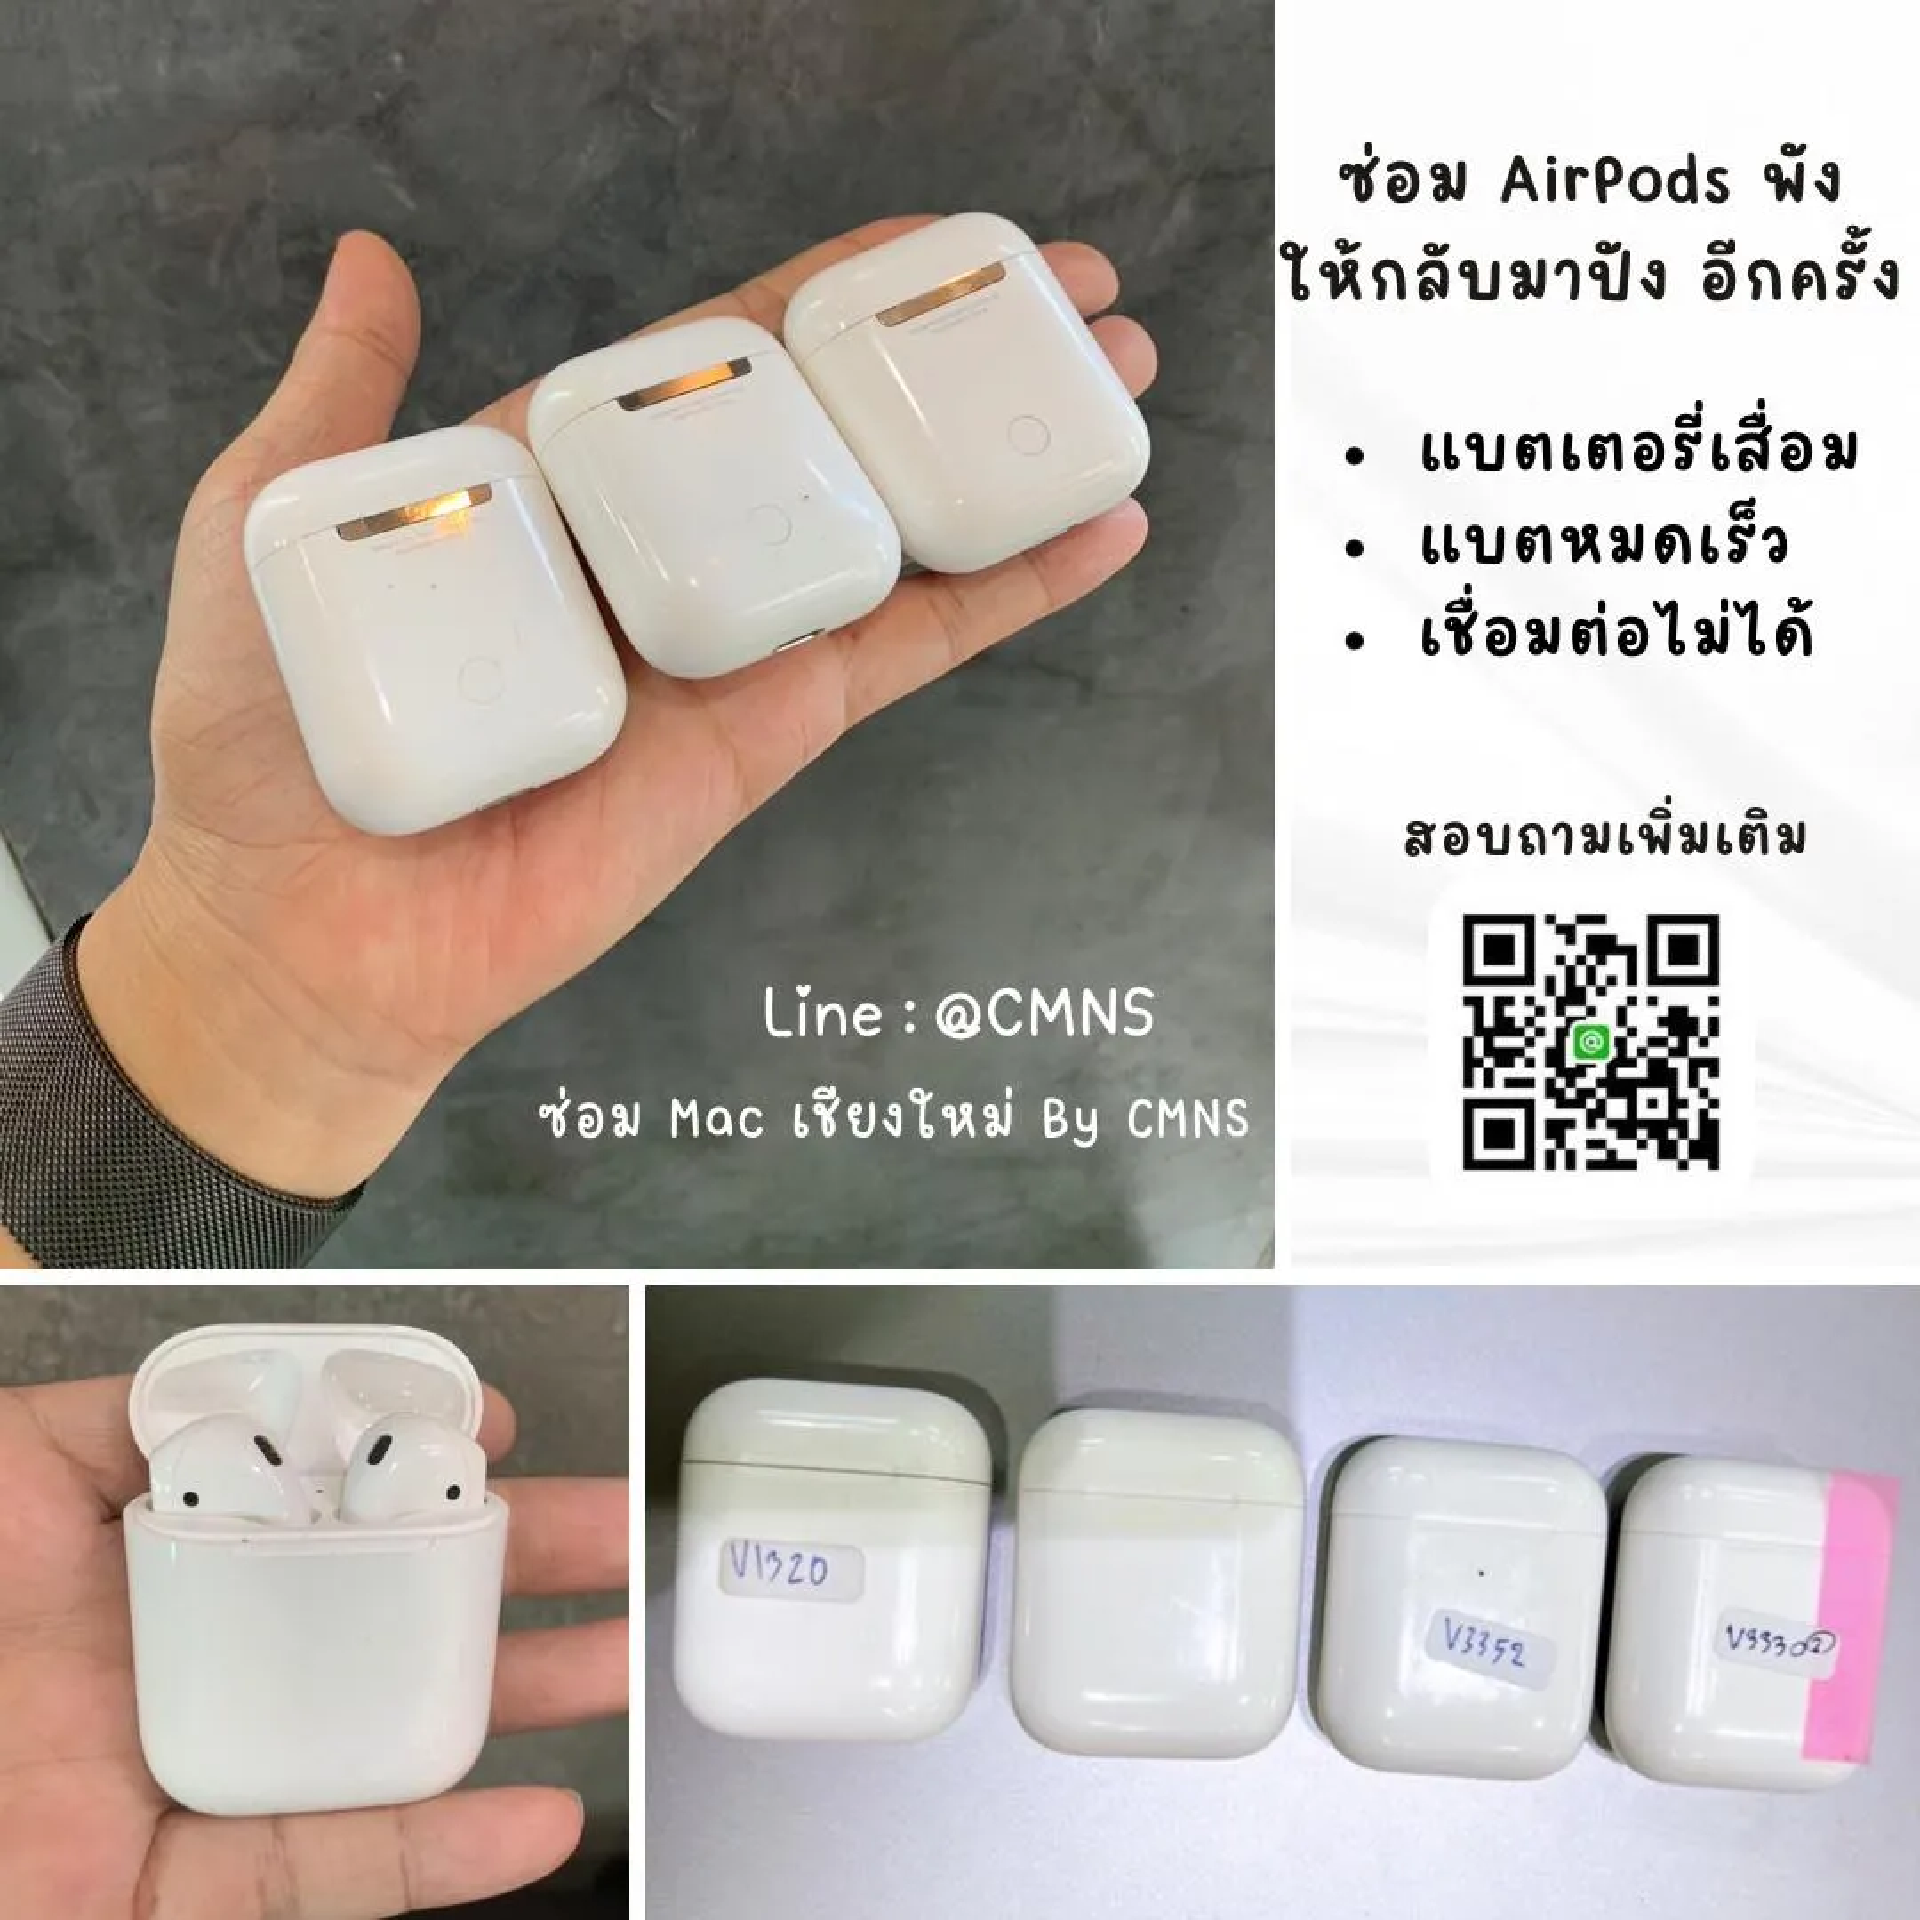 ซ่อม AirPods พัง
ให้กลับมาปัง อีกครั้ง
• แบตเตอรี่เสื่อม
• แบตหมดเร็ว
• เชื่อมต่อไม่ได้
สอบถามเพิ่มเติม
Line : @CMNS
ซ่อม Mac เชียงใหม่ By CMNS
V1320
V3352
V3330②